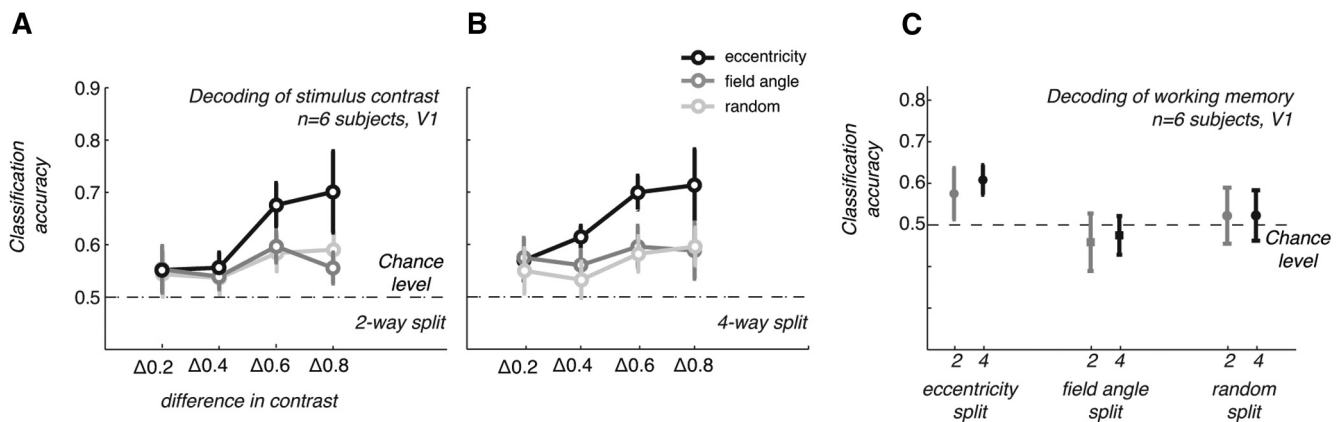 A
B
C
eccentricity
field angle
random
0.9
0.8
0.7
0.6
0.5
Classification
accuracy
Decoding of stimulus contrast
n=6 subjects, V1
Chance
level
2-way split
Δ0.2
Δ0.4
Δ0.6
Δ0.8
difference in contrast
4-way split
Δ0.2
Δ0.4
Δ0.6
Δ0.8
0.8
0.7
0.6
0.5
Classification
accuracy
Decoding of working memory
n=6 subjects, V1
Chance
level
2 4
2 4
2 4
eccentricity
split
field angle
split
random
split